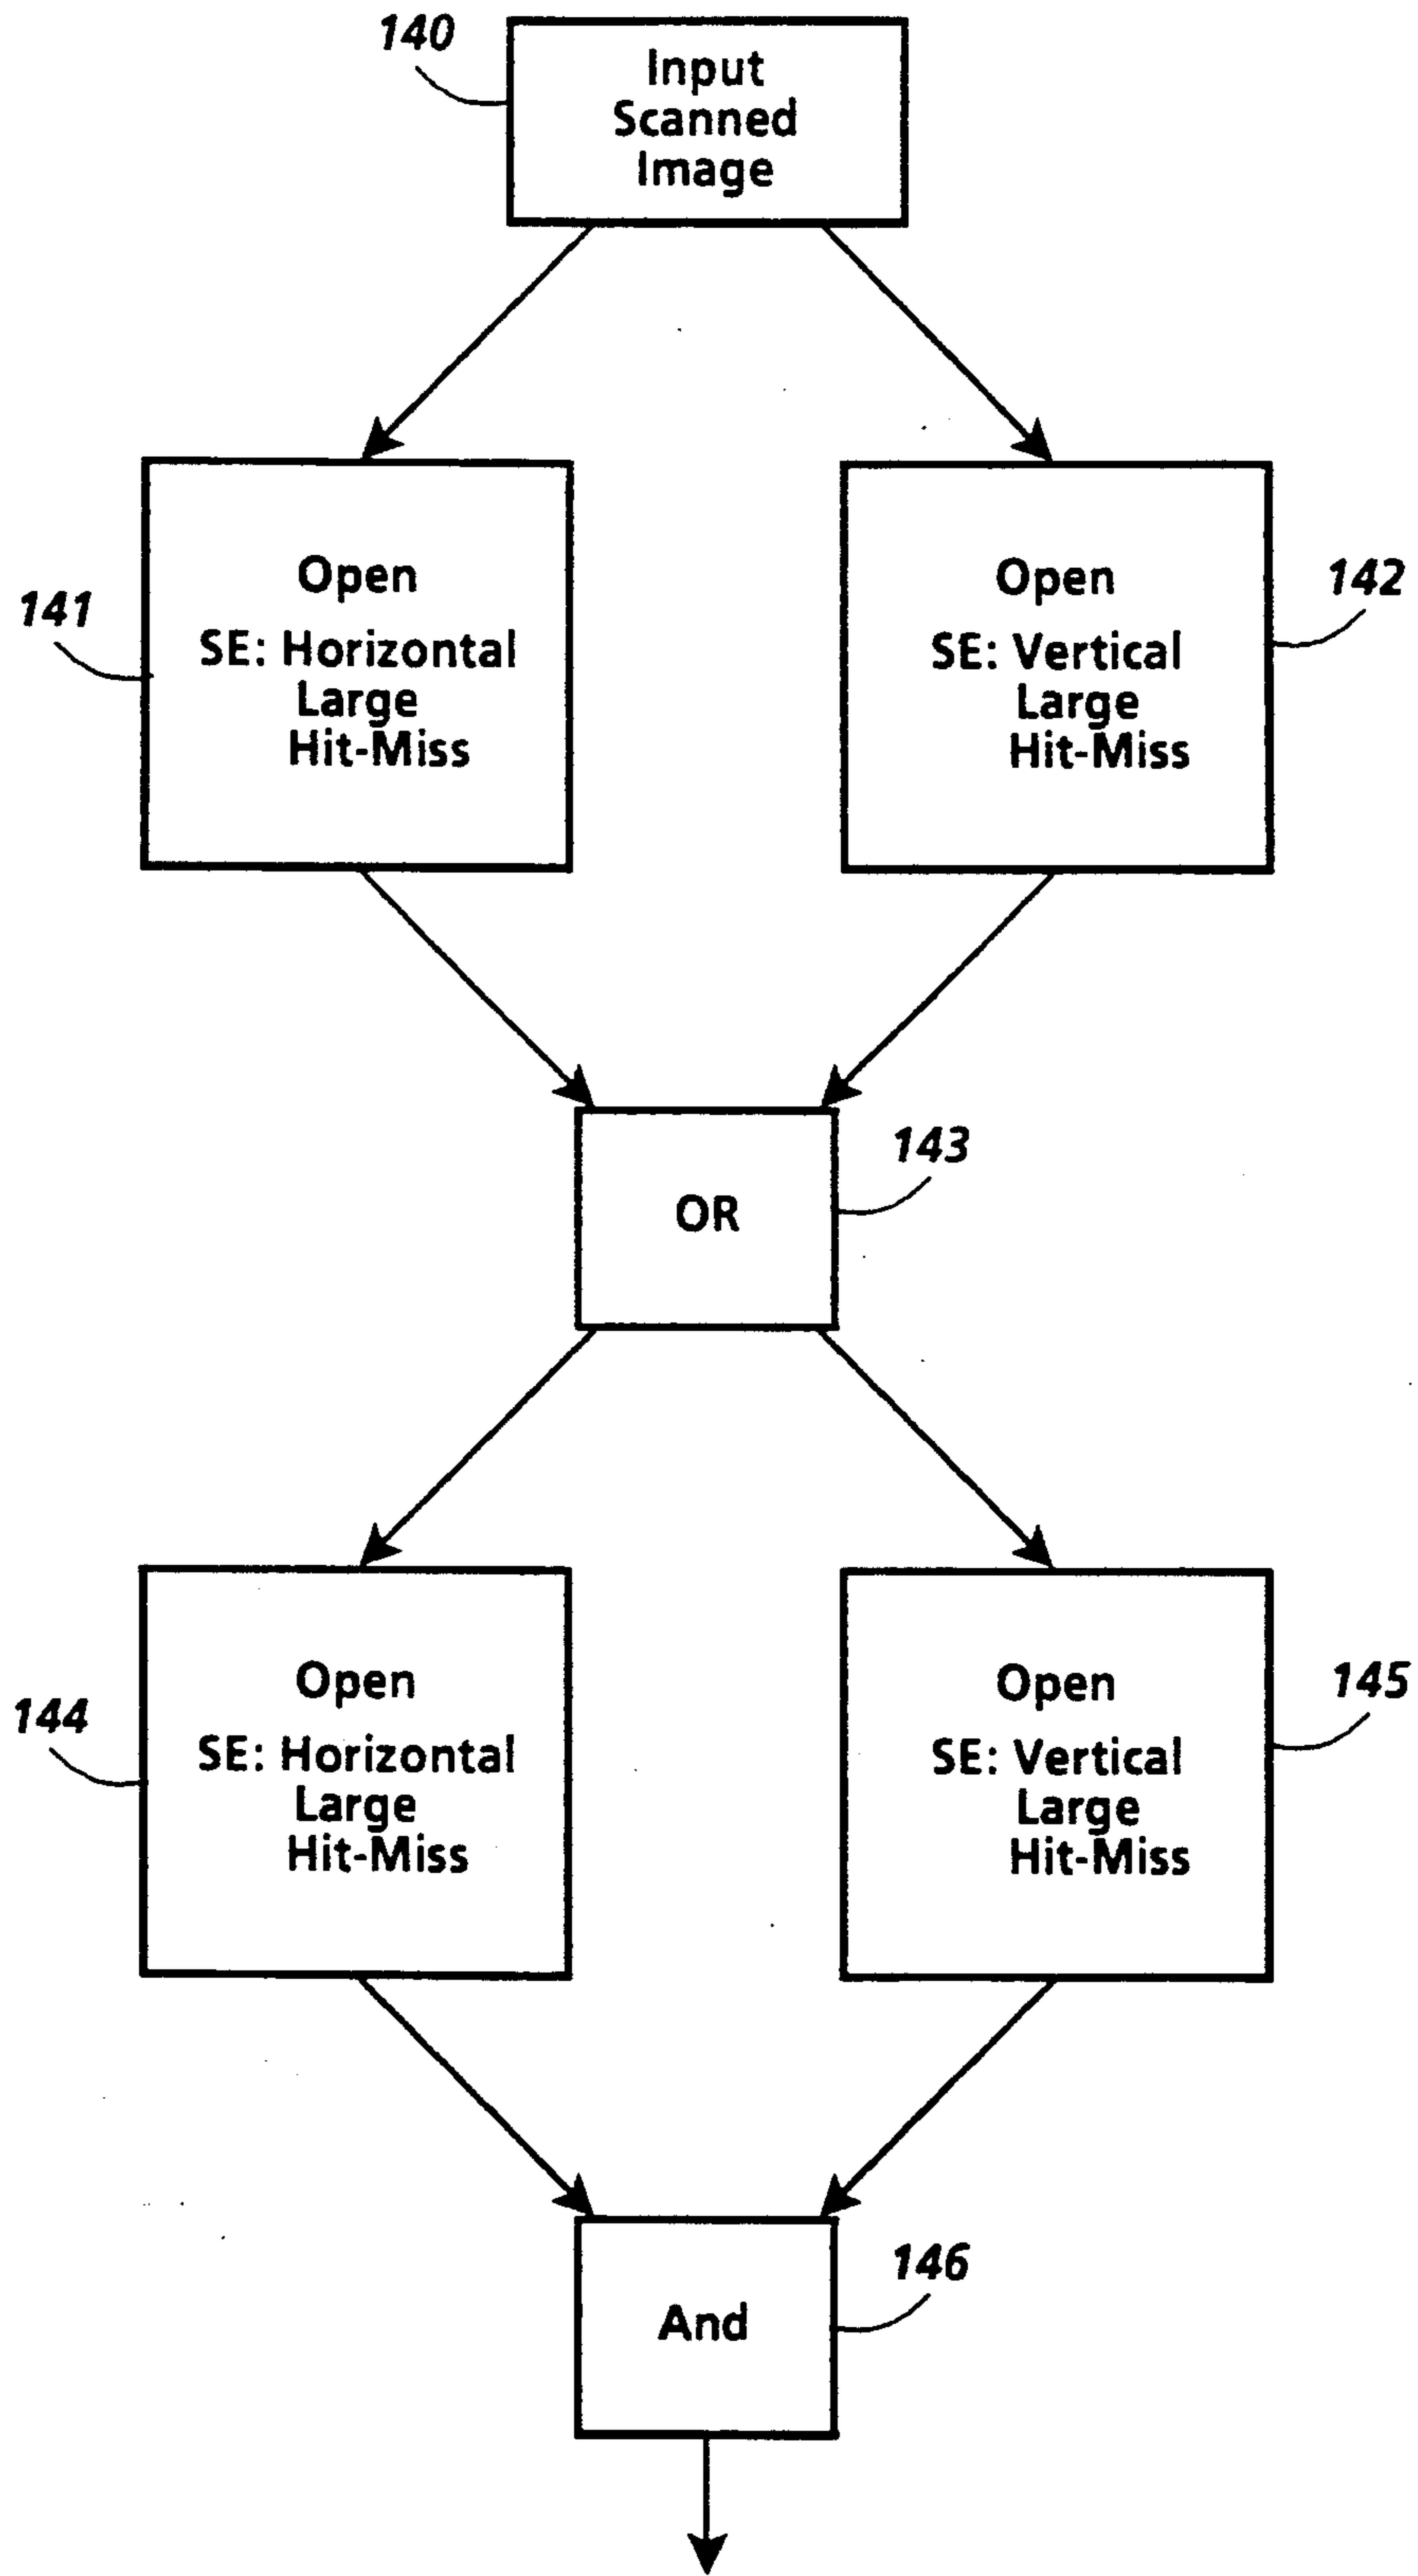 140
Input
Scanned
Image
141
Open
SE: Horizontal
Large
Hit-Miss
Open
SE: Vertical
Large
Hit-Miss
142
OR
143
144
Open
SE: Horizontal
Large
Hit-Miss
Open
SE: Vertical
Large
Hit-Miss
145
And
146